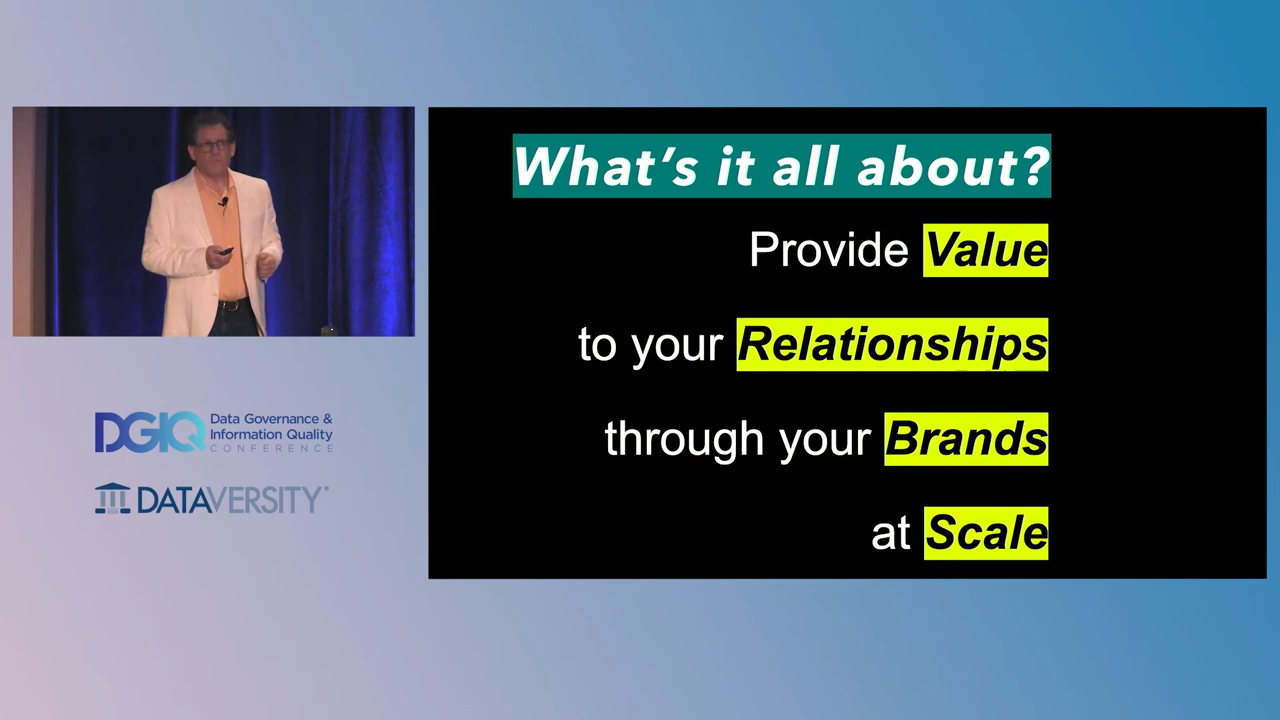 What's it all about?
Provide Value
to your Relationships
through your Brands
at Scale
DGIQ Data Governance &
Information Quality
CONFERENCE
DATAVERSITY